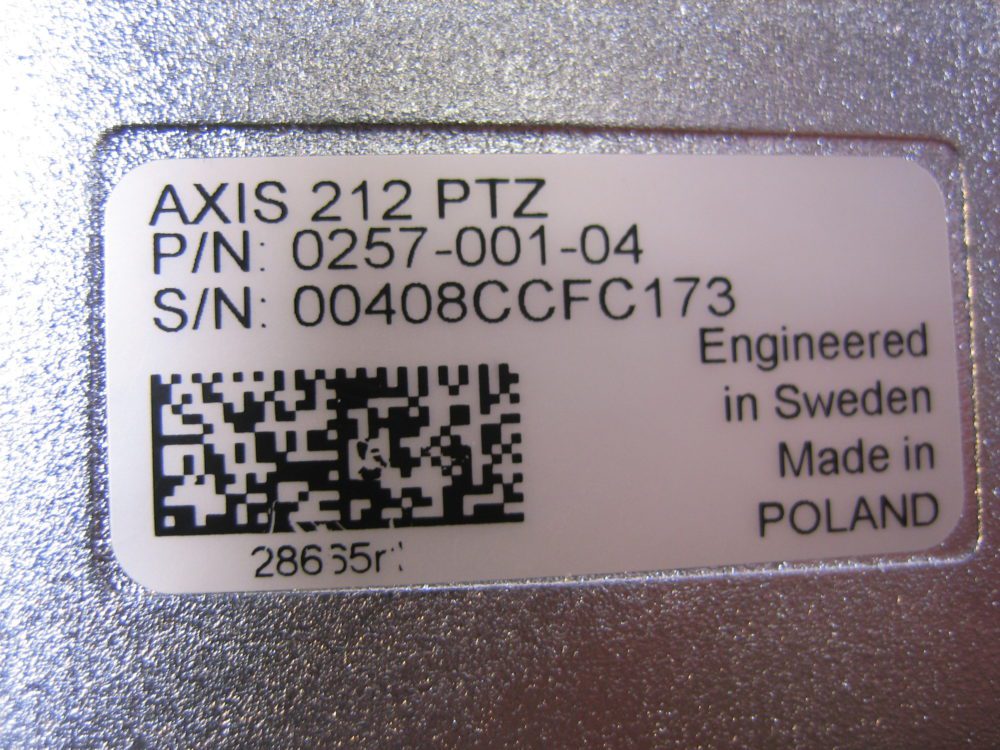 AXIS 212 PTZ
P/N: 0257-001-04
S/N: 00408CCFC173
Engineered
in Sweden
Made in
POLAND